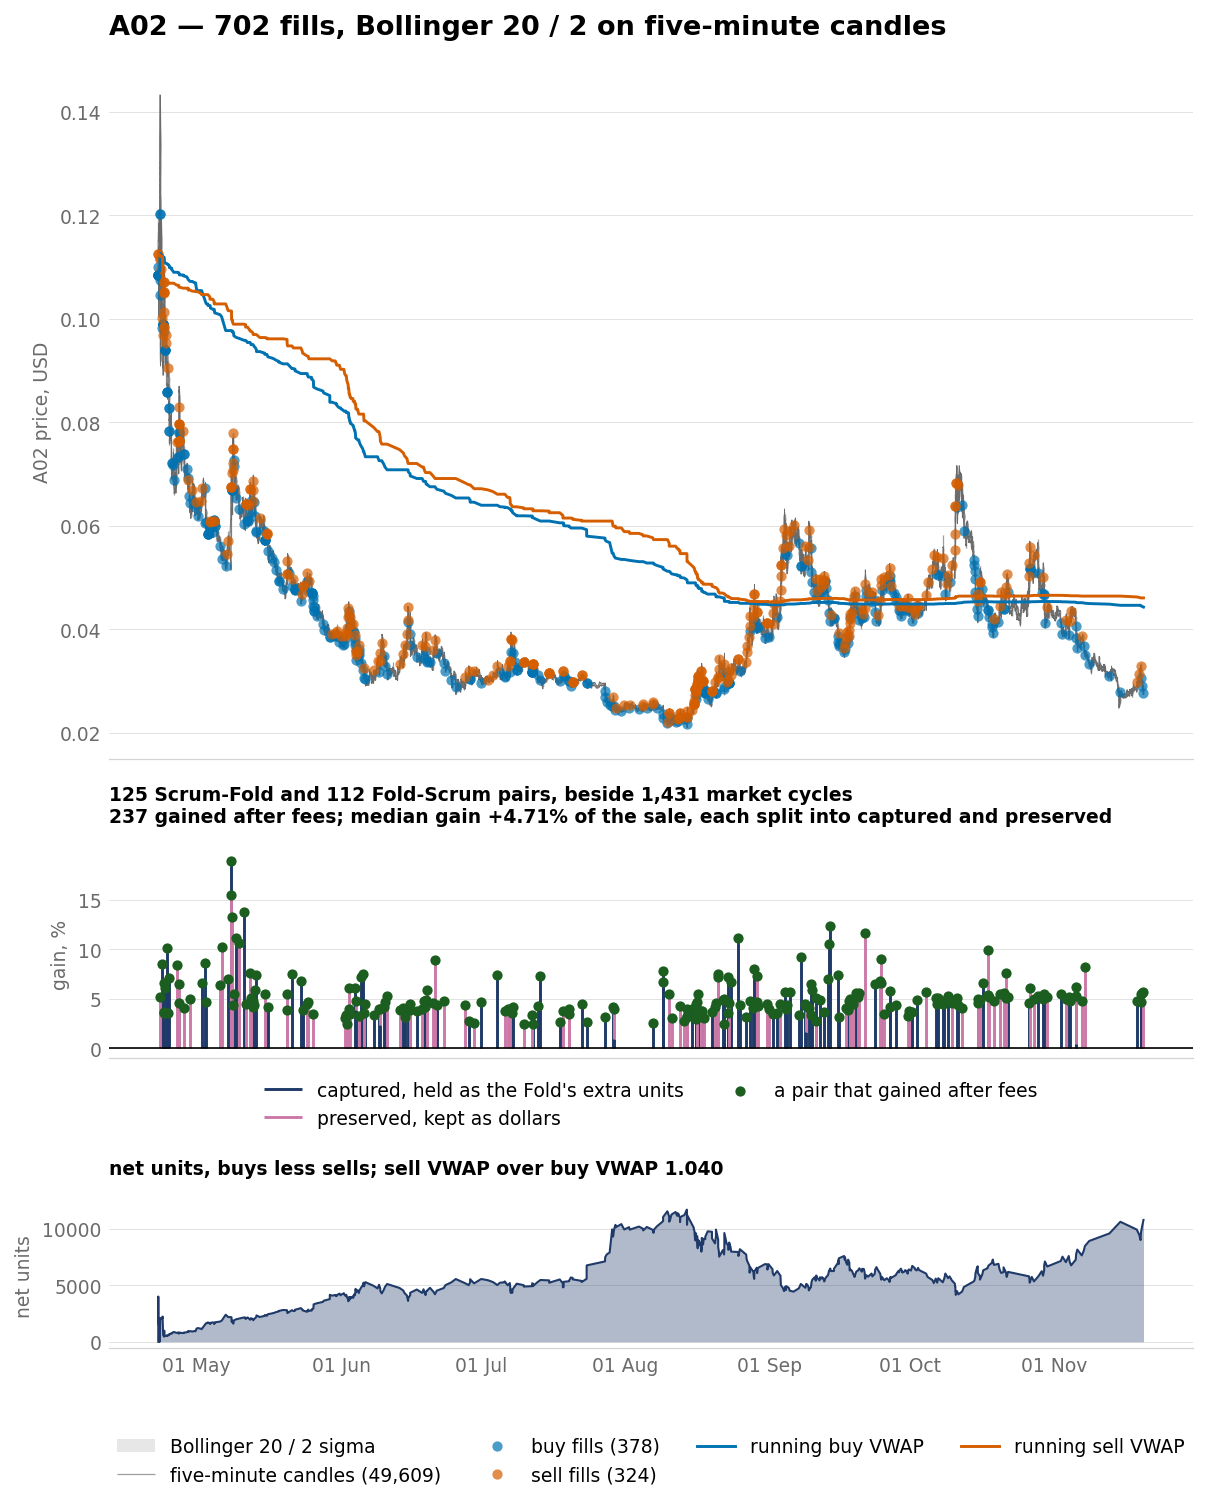 A02 — 702 fills, Bollinger 20 / 2 on five-minute candles
0.14
0.12
0.10
0.08
0.06
0.04
0.02
A02 price, USD
125 Scrum-Fold and 112 Fold-Scrum pairs, beside 1,431 market cycles
237 gained after fees; median gain +4.71% of the sale, each split into captured and preserved
15
10
5
0
gain, %
captured, held as the Fold's extra units
a pair that gained after fees
preserved, kept as dollars
net units, buys less sells; sell VWAP over buy VWAP 1.040
10000
5000
0
net units
01 May
01 Jun
01 Jul
01 Aug
01 Sep
01 Oct
01 Nov
Bollinger 20 / 2 sigma
buy fills (378)
running buy VWAP
running sell VWAP
five-minute candles (49,609)
sell fills (324)